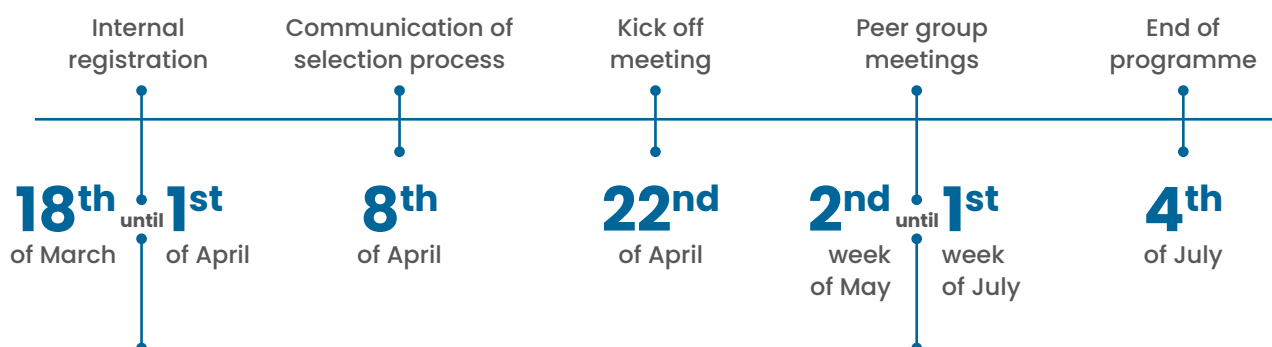 Internal
registration
Communication of
selection process
Kick off
meeting
Peer group
meetings
End of
programme
18th until 1st
of March of April
8th
of April
22nd
of April
2nd until 1st
week week
of May of July
4th
of July